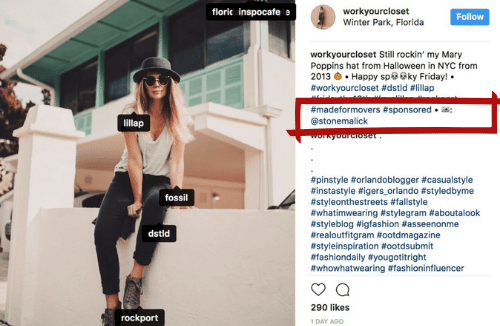 floric inspocafe e
lillap
fossil
dstld
rockport
workyourcloset
Winter Park, Florida
Follow
workyourcloset Still rockin' my Mary
Poppins hat from Halloween in NYC from
2013 🎃 • Happy sp👀ky Friday! •
#workyourcloset #dstld #lillap
#madeformovers #sponsored • 📷:
@stonemalick
workyourcloset .
.
.
.
#pinstyle #orlandoblogger #casualstyle
#instastyle #igers_orlando #styledbyme
#styleonthestreets #fallstyle
#whatimwearing #stylegram #aboutalook
#styleblog #igfashion #asseenonme
#realoutfitgram #ootdmagazine
#styleinspiration #ootdsubmit
#fashiondaily #yougotitright
#whowhatwearing #fashioninfluencer
290 likes
1 DAY AGO